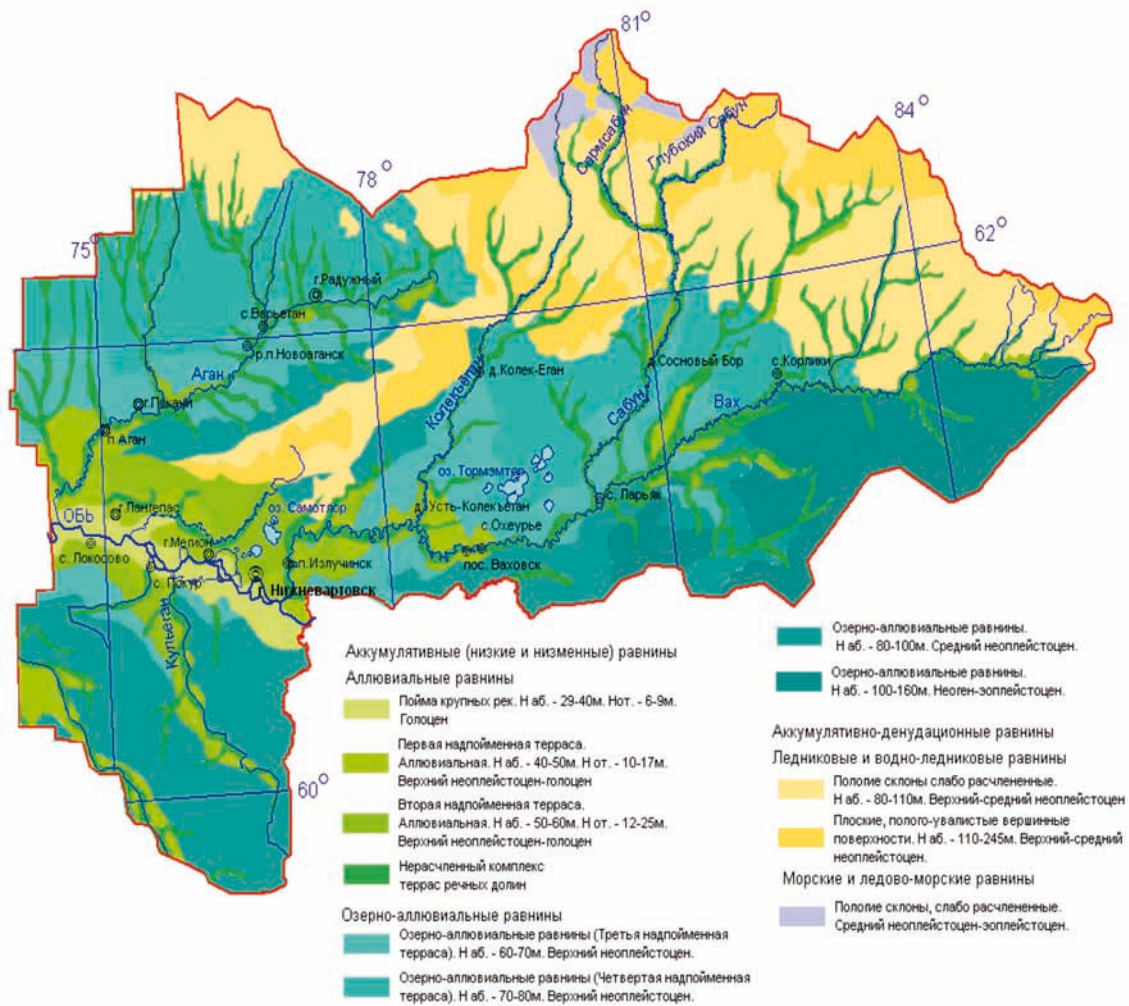 81°
84°
Сармсабун
Глубокий Сабун
78°
75°
62°
г.Радужный
с.Варьеган
р.п.Новоаганск
Аган
г.Покачи
п.Аган
д.Колек-Еган
Колекъеган
д.Сосновый Бор
с.Корлики
Сабун
Вах
оз. Тормэмтор
г.Лангепас
оз. Самотлор
д.Усть-Колекъеган
с. Ларьяк
ОБЬ
с.Охеурье
г.Мегион
с. Локосово
п.Излучинск
пос. Ваховск
с. Покур
г. Нижневартовск
Кульеган
60°
Аккумулятивные (низкие и низменные) равнины
Аллювиальные равнины
Пойма крупных рек. Н аб. - 29-40м. Нот. - 6-9м.
Голоцен
Первая надпойменная терраса.
Аллювиальная. Н аб. - 40-50м. Н от. - 10-17м.
Верхний неоплейстоцен-голоцен
Вторая надпойменная терраса.
Аллювиальная. Н аб. - 50-60м. Н от. - 12-25м.
Верхний неоплейстоцен-голоцен
Нерасчленный комплекс
террас речных долин
Озерно-аллювиальные равнины
Озерно-аллювиальные равнины (Третья надпойменная
терраса). Н аб. - 60-70м. Верхний неоплейстоцен.
Озерно-аллювиальные равнины (Четвертая надпойменная
терраса). Н аб. - 70-80м. Верхний неоплейстоцен.
Озерно-аллювиальные равнины.
Н аб. - 80-100м. Средний неоплейстоцен.
Озерно-аллювиальные равнины.
Н аб. - 100-160м. Неоген-эоплейстоцен.
Аккумулятивно-денудационные равнины
Ледниковые и водно-ледниковые равнины
Пологие склоны слабо расчлененные.
Н аб. - 80-110м. Верхний-средний неоплейстоцен
Плоские, полого-увалистые вершинные
поверхности. Н аб. - 110-245м. Верхний-средний
неоплейстоцен.
Морские и ледово-морские равнины
Пологие склоны, слабо расчлененные.
Средний неоплейстоцен-эоплейстоцен.